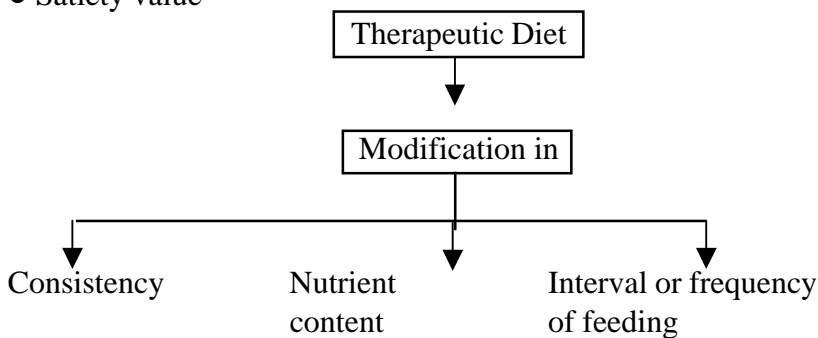 • Satiety value
Therapeutic Diet
Modification in
Consistency Nutrient content Interval or frequency of feeding